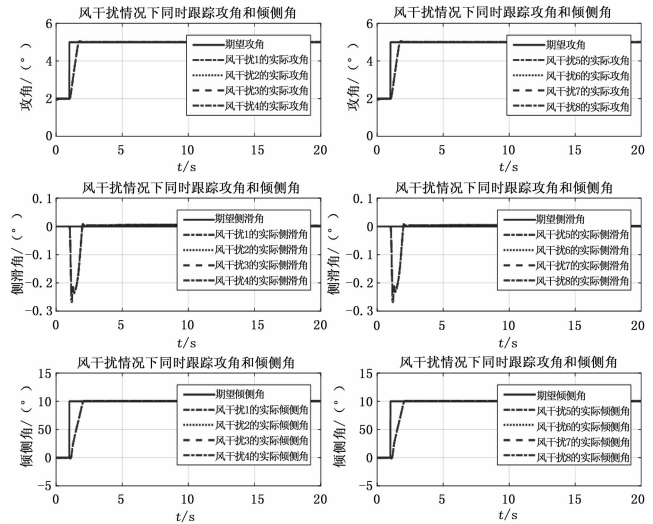 风干扰情况下同时跟踪攻角和倾侧角
攻角/(°)
6
4
2
0
期望攻角
风干扰1的实际攻角
风干扰2的实际攻角
风干扰3的实际攻角
风干扰4的实际攻角
0 5 10 15 20
t/s
风干扰情况下同时跟踪攻角和倾侧角
攻角/(°)
6
4
2
0
期望攻角
风干扰5的实际攻角
风干扰6的实际攻角
风干扰7的实际攻角
风干扰8的实际攻角
0 5 10 15 20
t/s
风干扰情况下同时跟踪攻角和倾侧角
侧滑角/(°)
0.1
0
-0.1
-0.2
-0.3
期望侧滑角
风干扰1的实际侧滑角
风干扰2的实际侧滑角
风干扰3的实际侧滑角
风干扰4的实际侧滑角
0 5 10 15 20
t/s
风干扰情况下同时跟踪攻角和倾侧角
侧滑角/(°)
0.1
0
-0.1
-0.2
-0.3
期望侧滑角
风干扰5的实际侧滑角
风干扰6的实际侧滑角
风干扰7的实际侧滑角
风干扰8的实际侧滑角
0 5 10 15 20
t/s
风干扰情况下同时跟踪攻角和倾侧角
倾侧角/(°)
15
10
50
0
-5
期望倾侧角
风干扰1的实际倾侧角
风干扰2的实际倾侧角
风干扰3的实际倾侧角
风干扰4的实际倾侧角
0 5 10 15 20
t/s
风干扰情况下同时跟踪攻角和倾侧角
倾侧角/(°)
15
10
50
0
-5
期望倾侧角
风干扰5的实际倾侧角
风干扰6的实际倾侧角
风干扰7的实际倾侧角
风干扰8的实际倾侧角
0 5 10 15 20
t/s